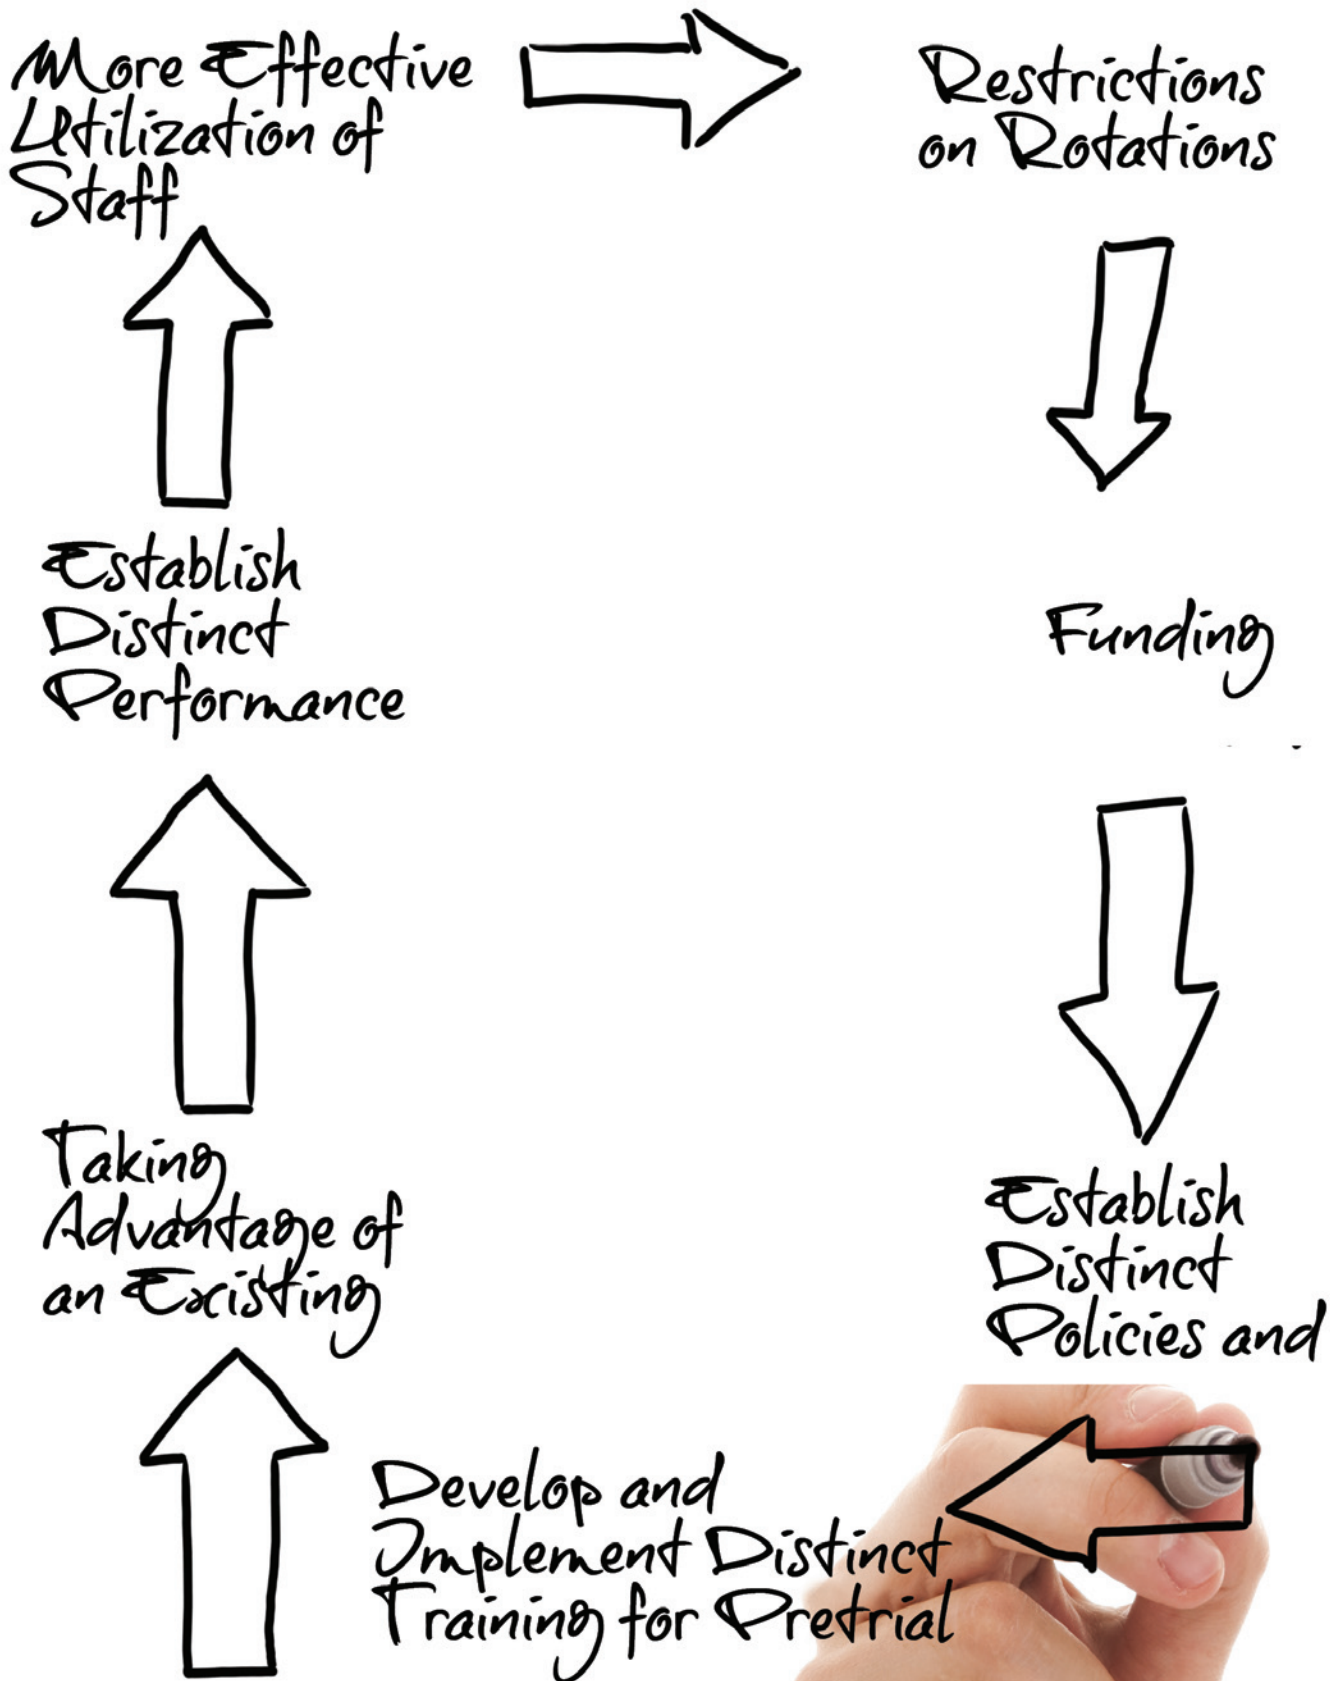 More Effective
Utilization of
Staff
Restrictions
on Rotations
Funding
Establish
Distinct
Policies and
Develop and
Implement Distinct
Training for Pretrial
Taking
Advantage of
an Existing
Establish
Distinct
Performance